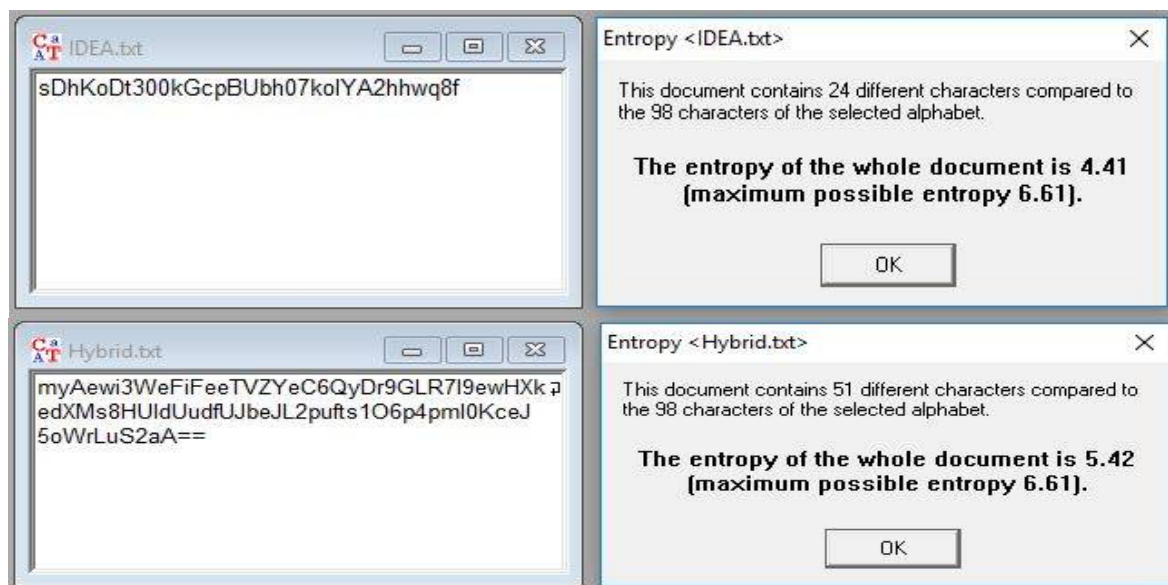 IDEA.txt
sDhKoDt300kGcpBUbh07kolYA2hhwq8f
Entropy <IDEA.txt>
This document contains 24 different characters compared to
the 98 characters of the selected alphabet.
The entropy of the whole document is 4.41
(maximum possible entropy 6.61).
OK
Hybrid.txt
myAewi3WeFiFeeTVZYeC6QyDr9GLR7I9ewHXk
edXMs8HUIdUudfUJbeJL2pufts1O6p4pmI0KceJ
5oWrLuS2aA==
Entropy <Hybrid.txt>
This document contains 51 different characters compared to
the 98 characters of the selected alphabet.
The entropy of the whole document is 5.42
(maximum possible entropy 6.61).
OK